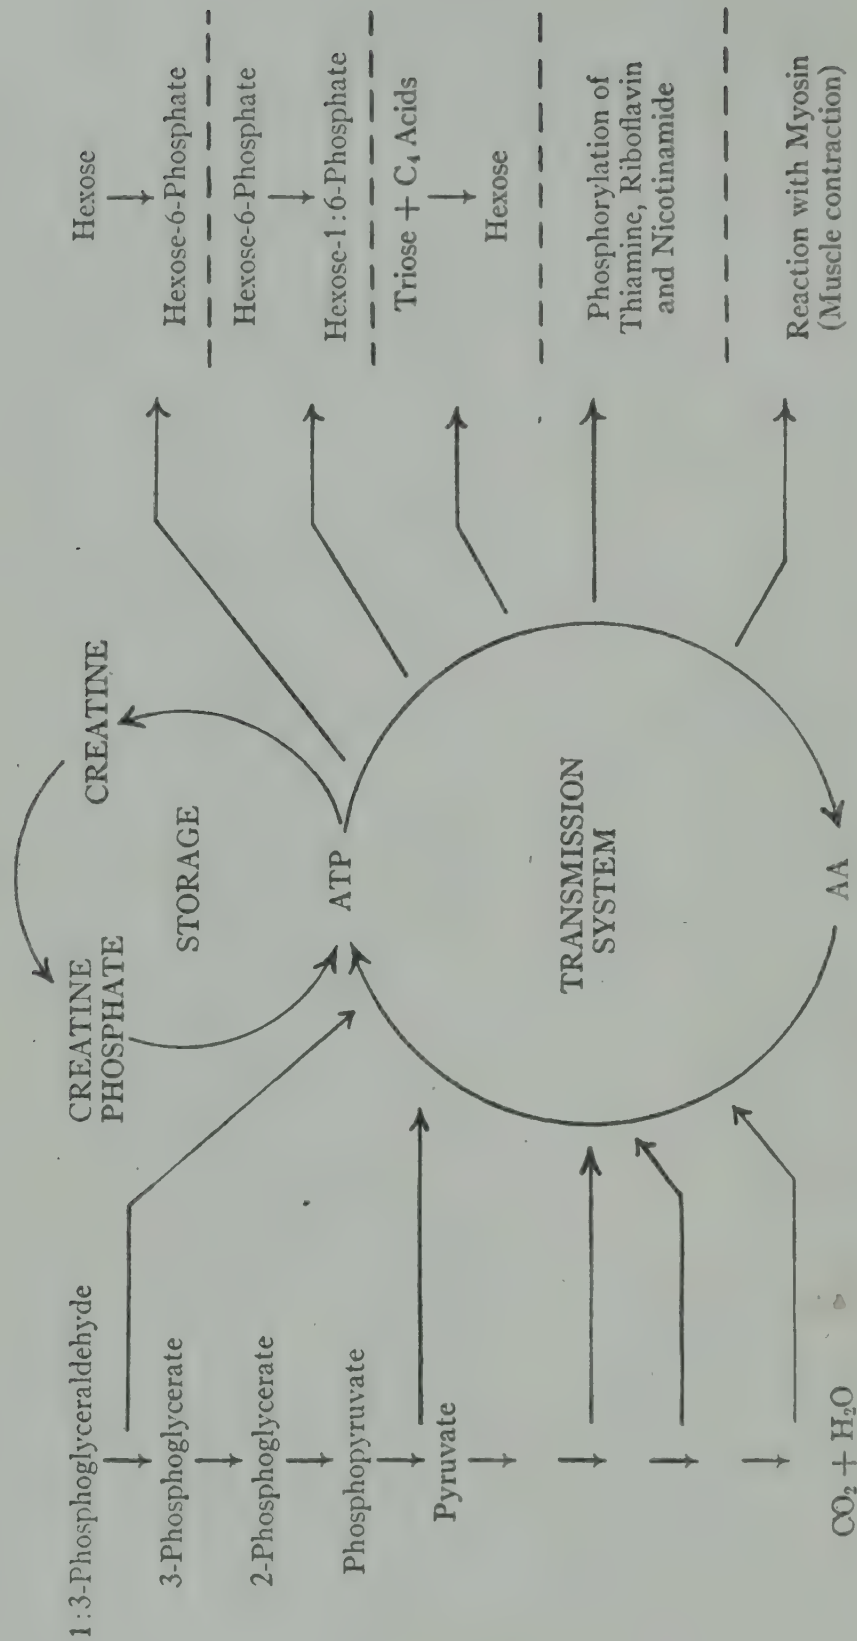 1:3-Phosphoglyceraldehyde
3-Phosphoglycerate
2-Phosphoglycerate
Phosphopyruvate
Pyruvate
CO₂ + H₂O
CREATINE
PHOSPHATE
CREATINE
STORAGE
ATP
TRANSMISSION
SYSTEM
AA
Hexose
Hexose-6-Phosphate
Hexose-6-Phosphate
Hexose-1:6-Phosphate
Triose + C₄ Acids
Hexose
Phosphorylation of
Thiamine, Riboflavin
and Nicotinamide
Reaction with Myosin
(Muscle contraction)